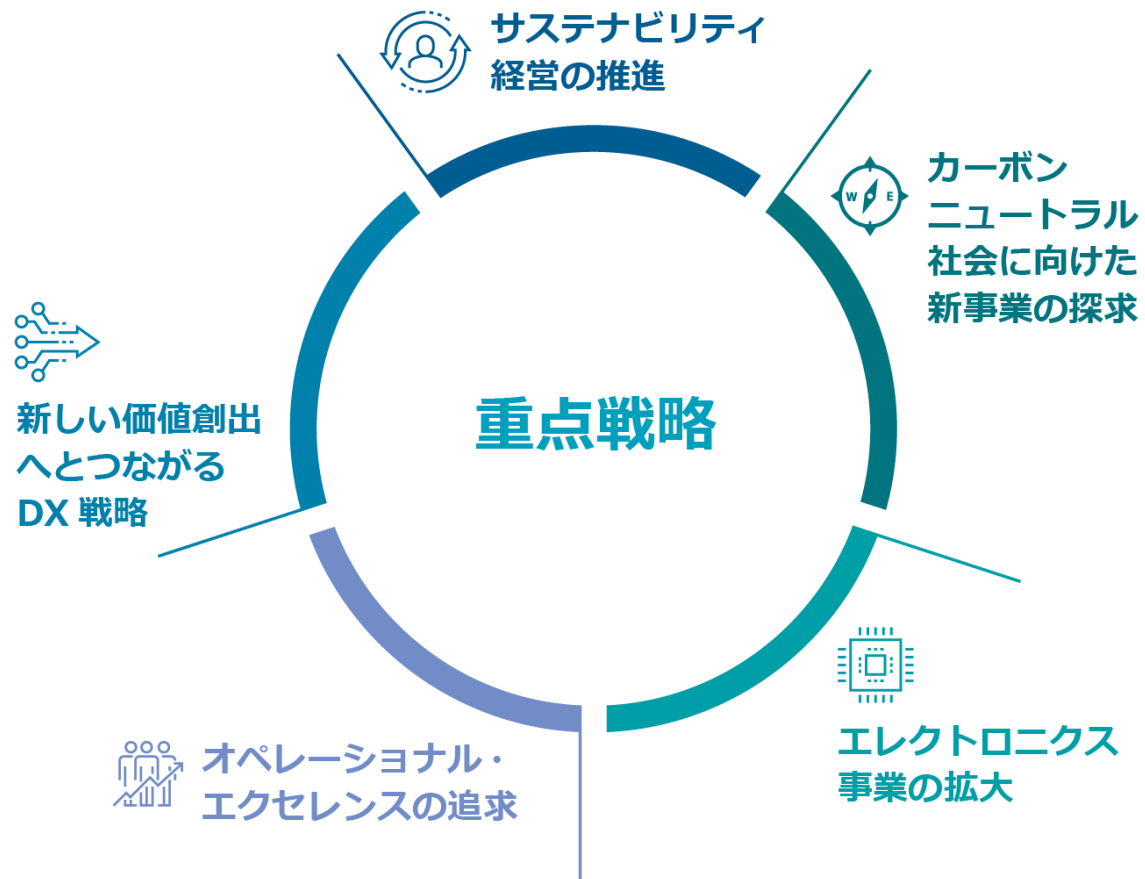 サステナビリティ
経営の推進
カーボン
ニュートラル
社会に向けた
新事業の探求
W E
重点戦略
新しい価値創出
へとつながる
DX 戦略
エレクトロニクス
事業の拡大
オペレーショナル・
エクセレンスの追求